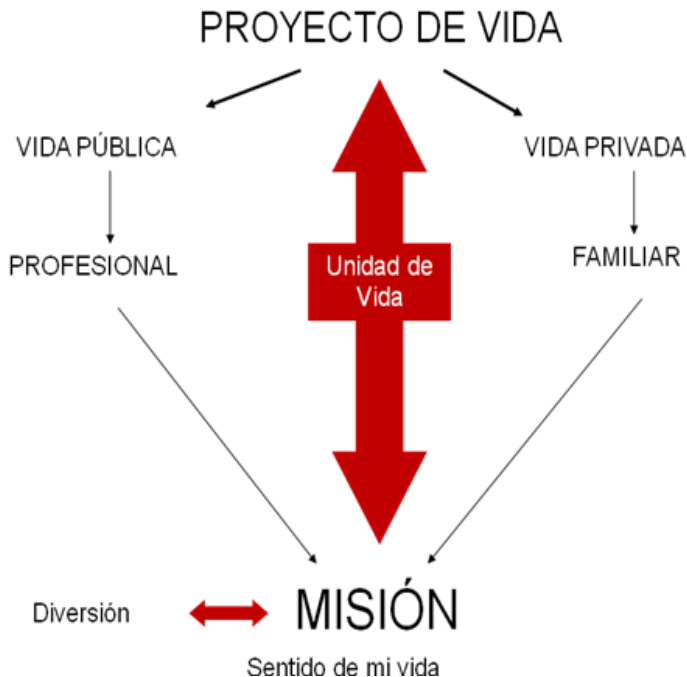 PROYECTO DE VIDA
VIDA PÚBLICA
VIDA PRIVADA
PROFESIONAL
FAMILIAR
Unidad de
Vida
Diversión
MISIÓN
Sentido de mi vida